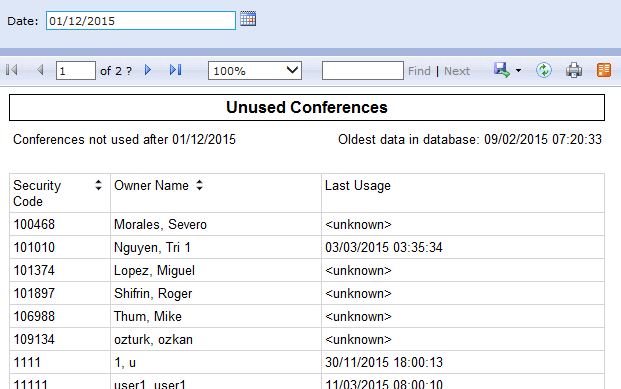 Date: 01/12/2015
1 of 2 ? 100% Find | Next
Unused Conferences
Conferences not used after 01/12/2015 Oldest data in database: 09/02/2015 07:20:33
Security Code Owner Name Last Usage
100468 Morales, Severo <unknown>
101010 Nguyen, Tri 1 03/03/2015 03:35:34
101374 Lopez, Miguel <unknown>
101897 Shifrin, Roger <unknown>
106988 Thum, Mike <unknown>
109134 ozturk, ozkan <unknown>
1111 1, u 30/11/2015 18:00:13
11111 user1, user1 11/03/2015 08:00:10